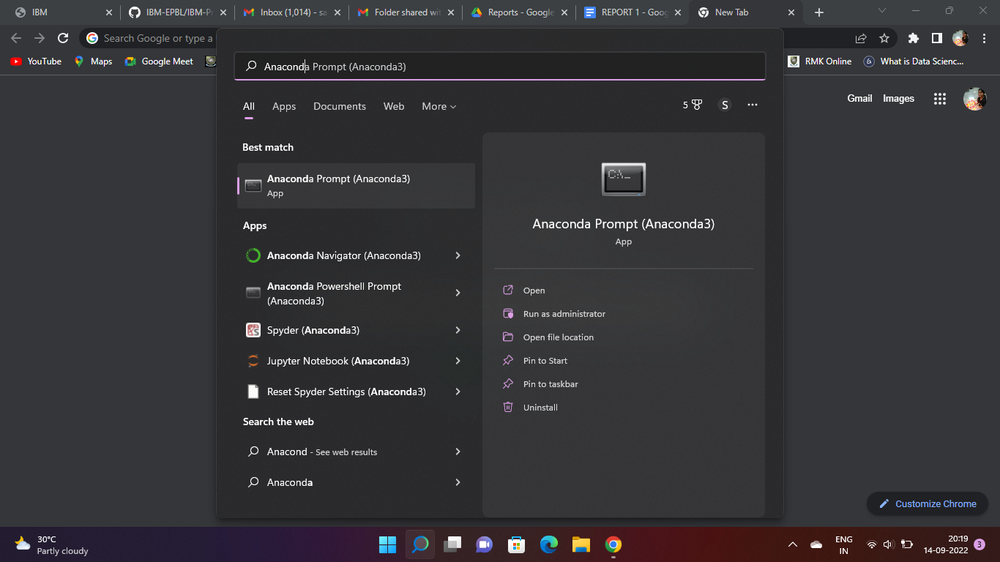 IBM
IBM-EPBL/IBM-Pr
Inbox (1,014) - sa
Folder shared wit
Reports - Google
REPORT 1 - Goog
New Tab
Search Google or type a
YouTube
Maps
Google Meet
RMK Online
What is Data Scienc...
Anaconda Prompt (Anaconda3)
All Apps Documents Web More
5
S
Gmail Images
Best match
Anaconda Prompt (Anaconda3)
App
Apps
Anaconda Navigator (Anaconda3)
Anaconda Powershell Prompt
(Anaconda3)
Spyder (Anaconda3)
Jupyter Notebook (Anaconda3)
Reset Spyder Settings (Anaconda3)
Search the web
Anacond - See web results
Anaconda
C:\_
Anaconda Prompt (Anaconda3)
App
Open
Run as administrator
Open file location
Pin to Start
Pin to taskbar
Uninstall
Customize Chrome
30°C
Partly cloudy
ENG
IN
20:19
14-09-2022
3